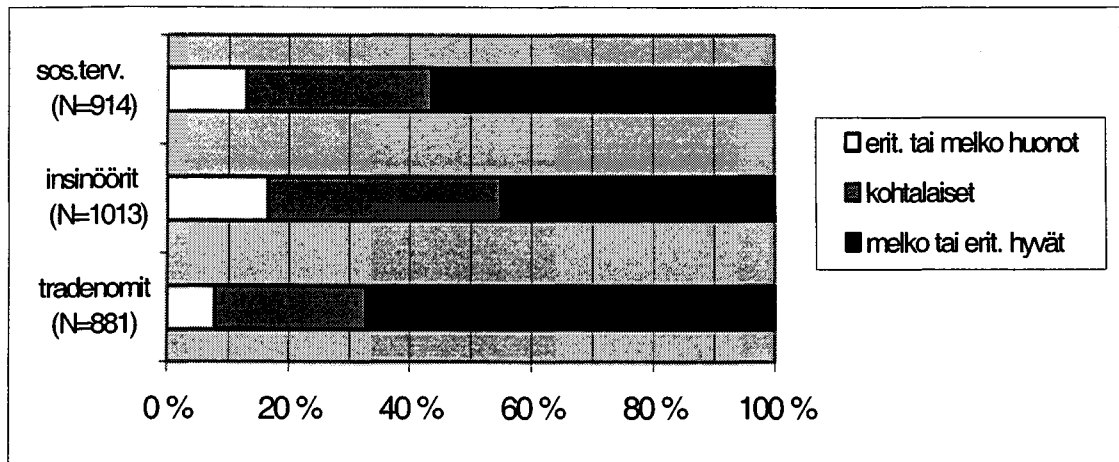 sos.terv.
(N=914)
insinöörit
(N=1013)
tradenomit
(N=881)
0 %
20 %
40 %
60 %
80 %
100 %
erit. tai melko huonot
kohtalaiset
melko tai erit. hyvät